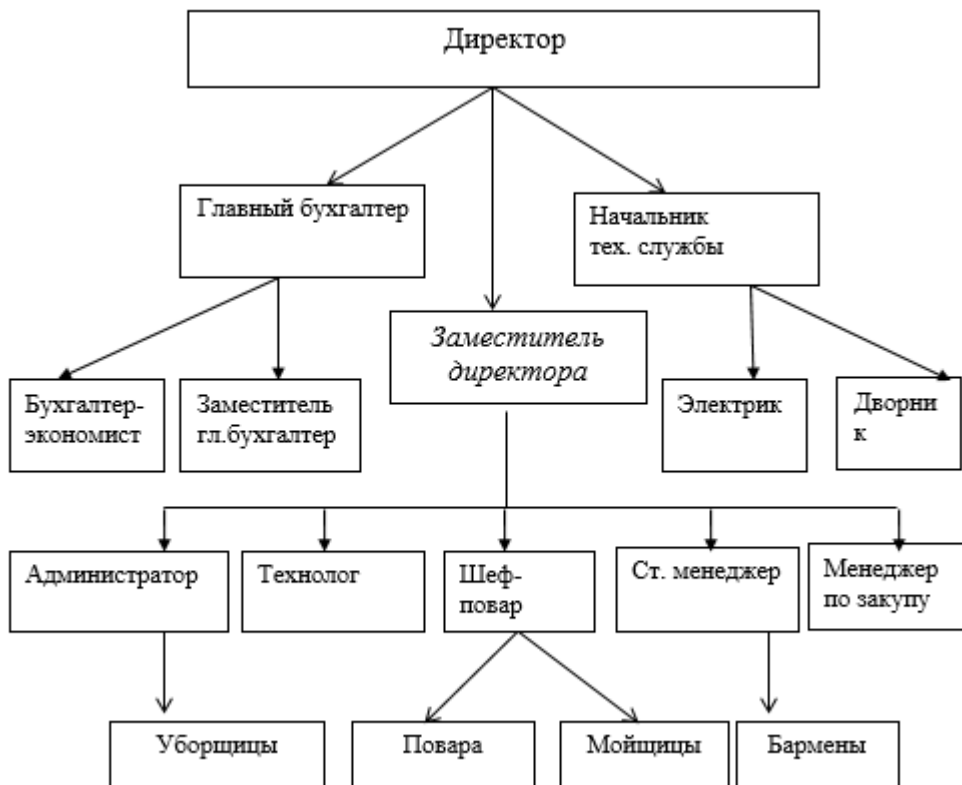 Директор
Главный бухгалтер
Начальник
тех. службы
Заместитель
директора
Бухгалтер-
экономист
Заместитель
гл.бухгалтер
Электрик
Дворни
к
Администратор
Технолог
Шеф-
повар
Ст. менеджер
Менеджер
по закупу
Уборщицы
Повара
Мойщицы
Бармены